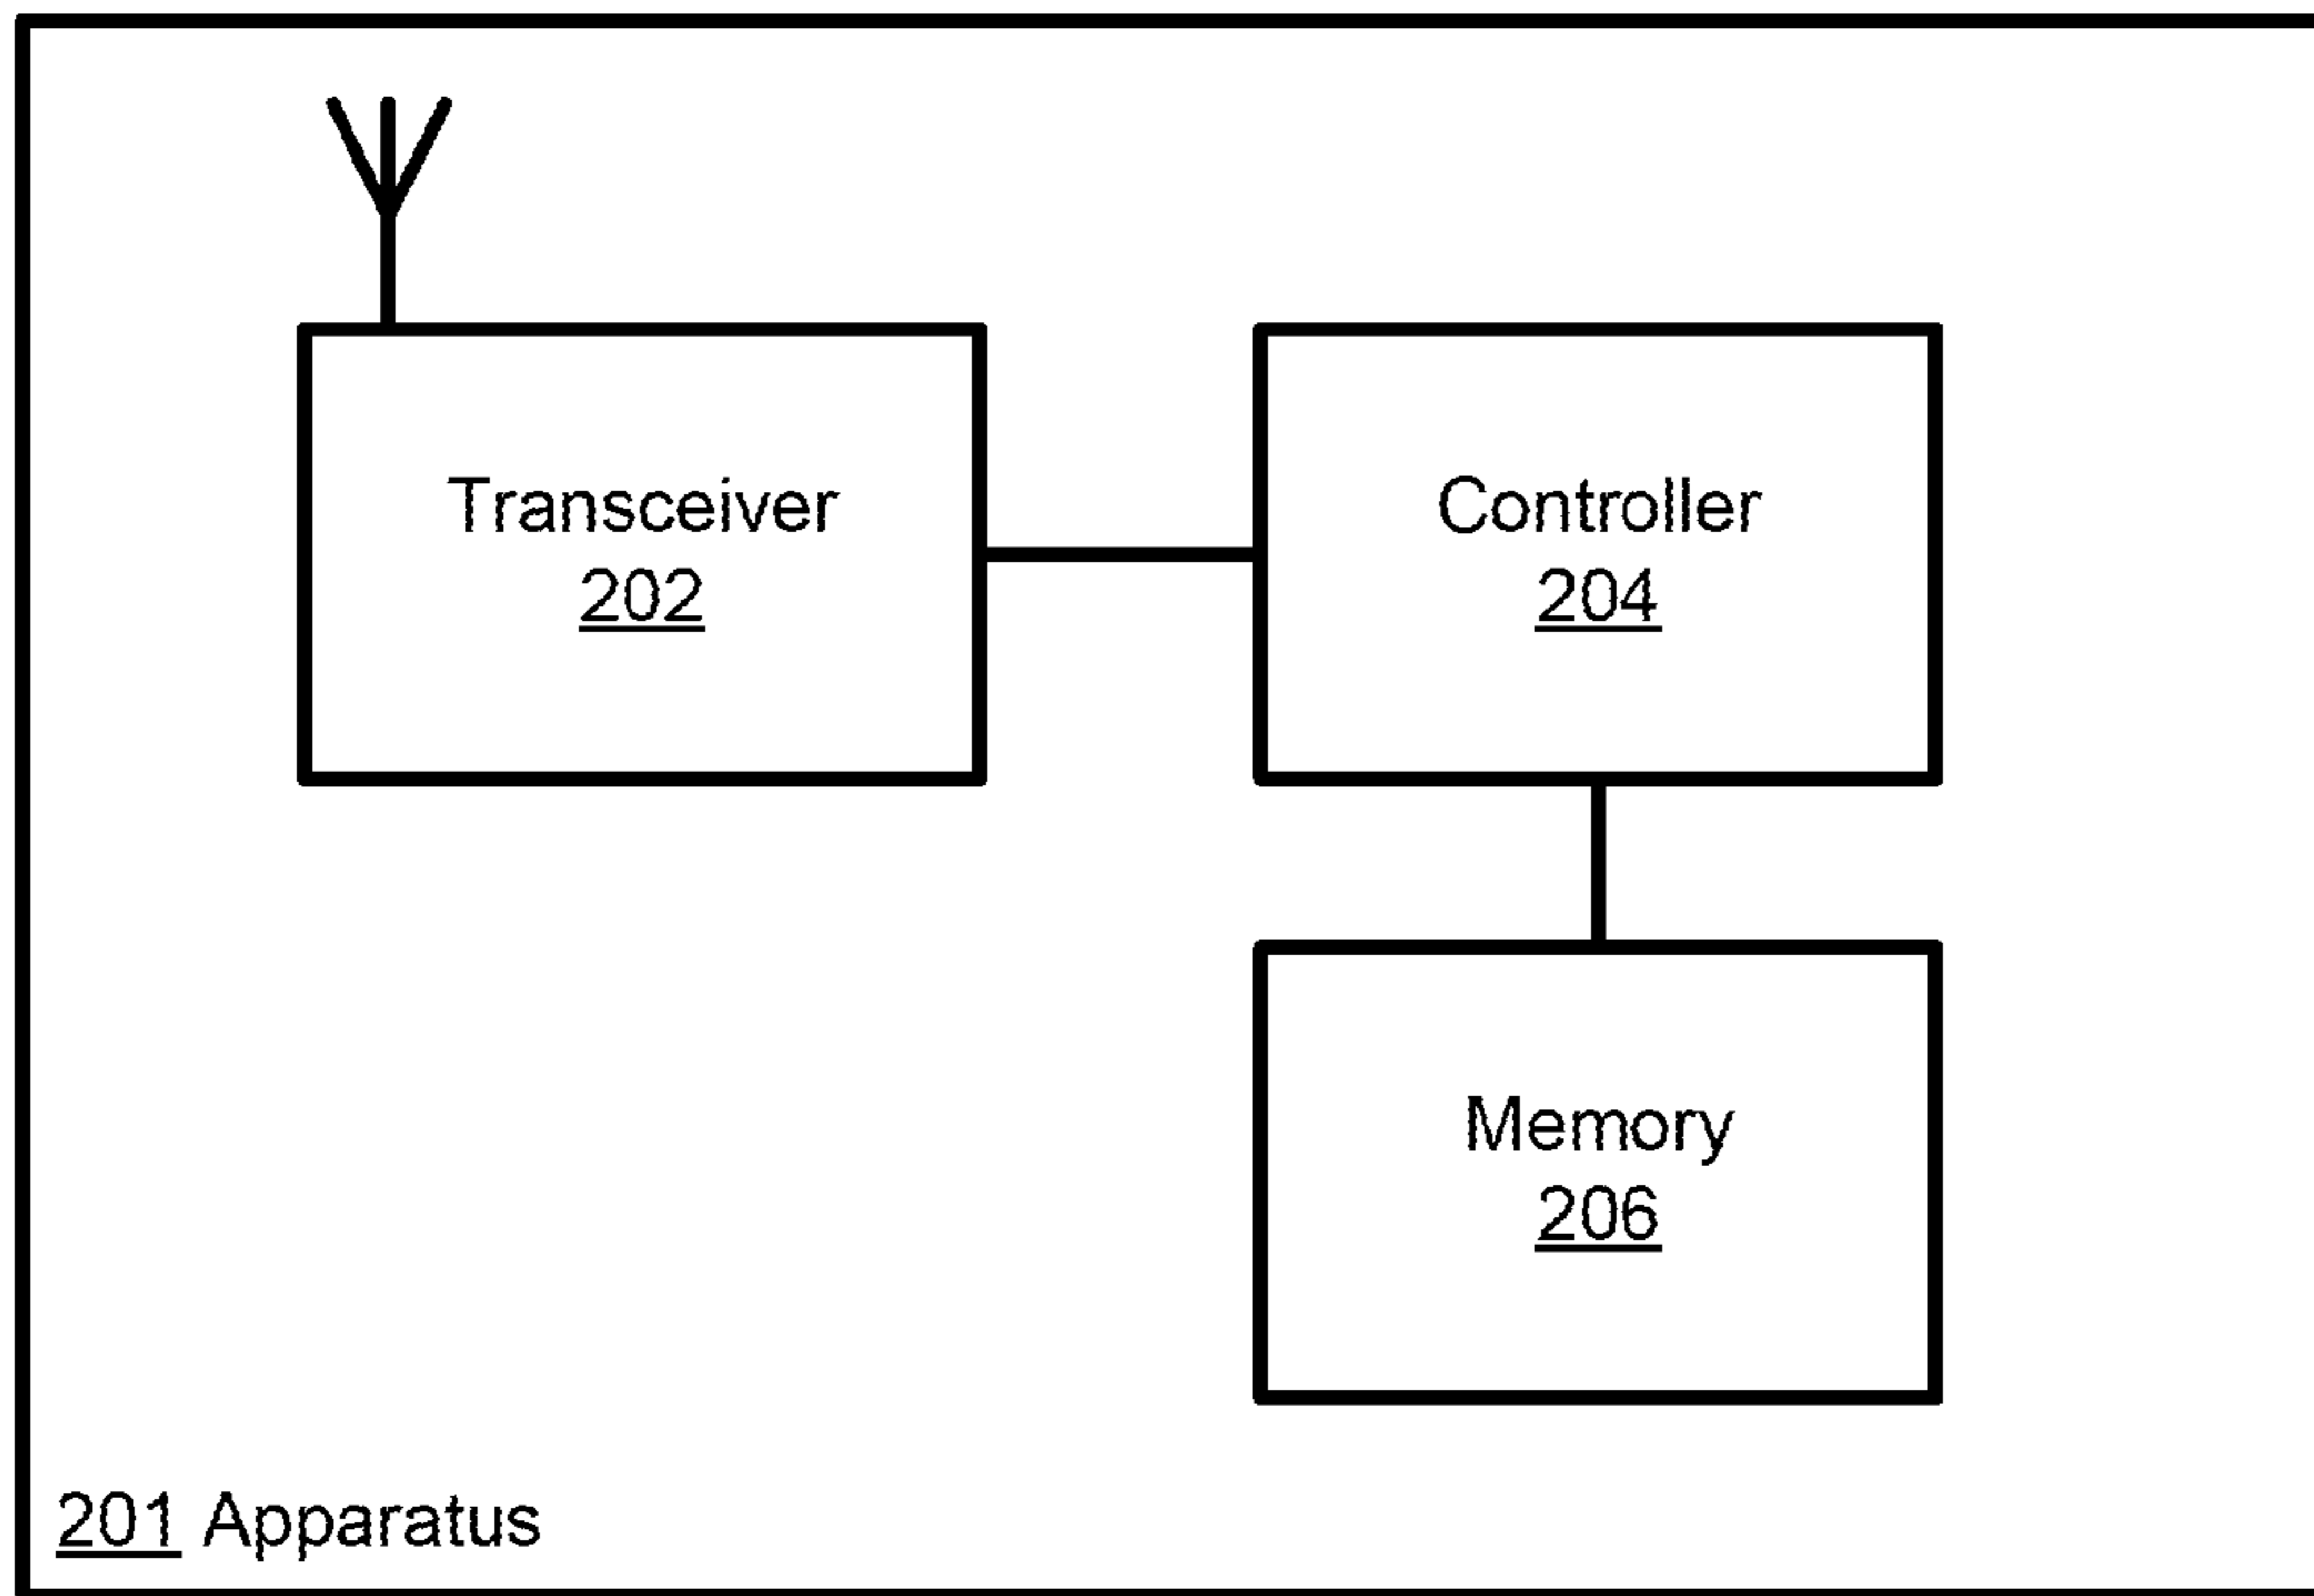 Transceiver
202
Controller
204
Memory
206
201 Apparatus